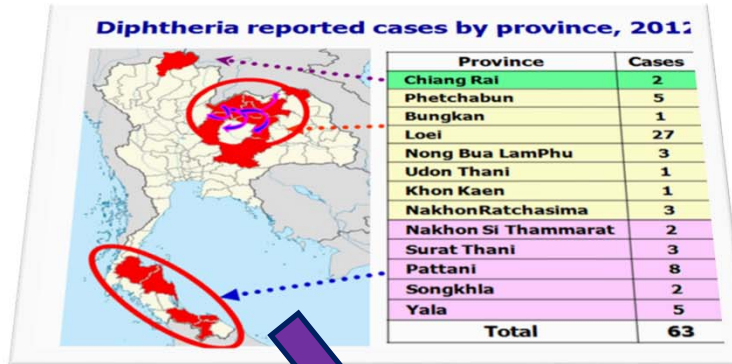 Diphtheria reported cases by province, 2012
Province Cases
Chiang Rai 2
Phetchabun 5
Bungkan 1
Loei 27
Nong Bua LamPhu 3
Udon Thani 1
Khon Kaen 1
NakhonRatchasima 3
Nakhon Si Thammarat 2
Surat Thani 3
Pattani 8
Songkhla 2
Yala 5
Total 63